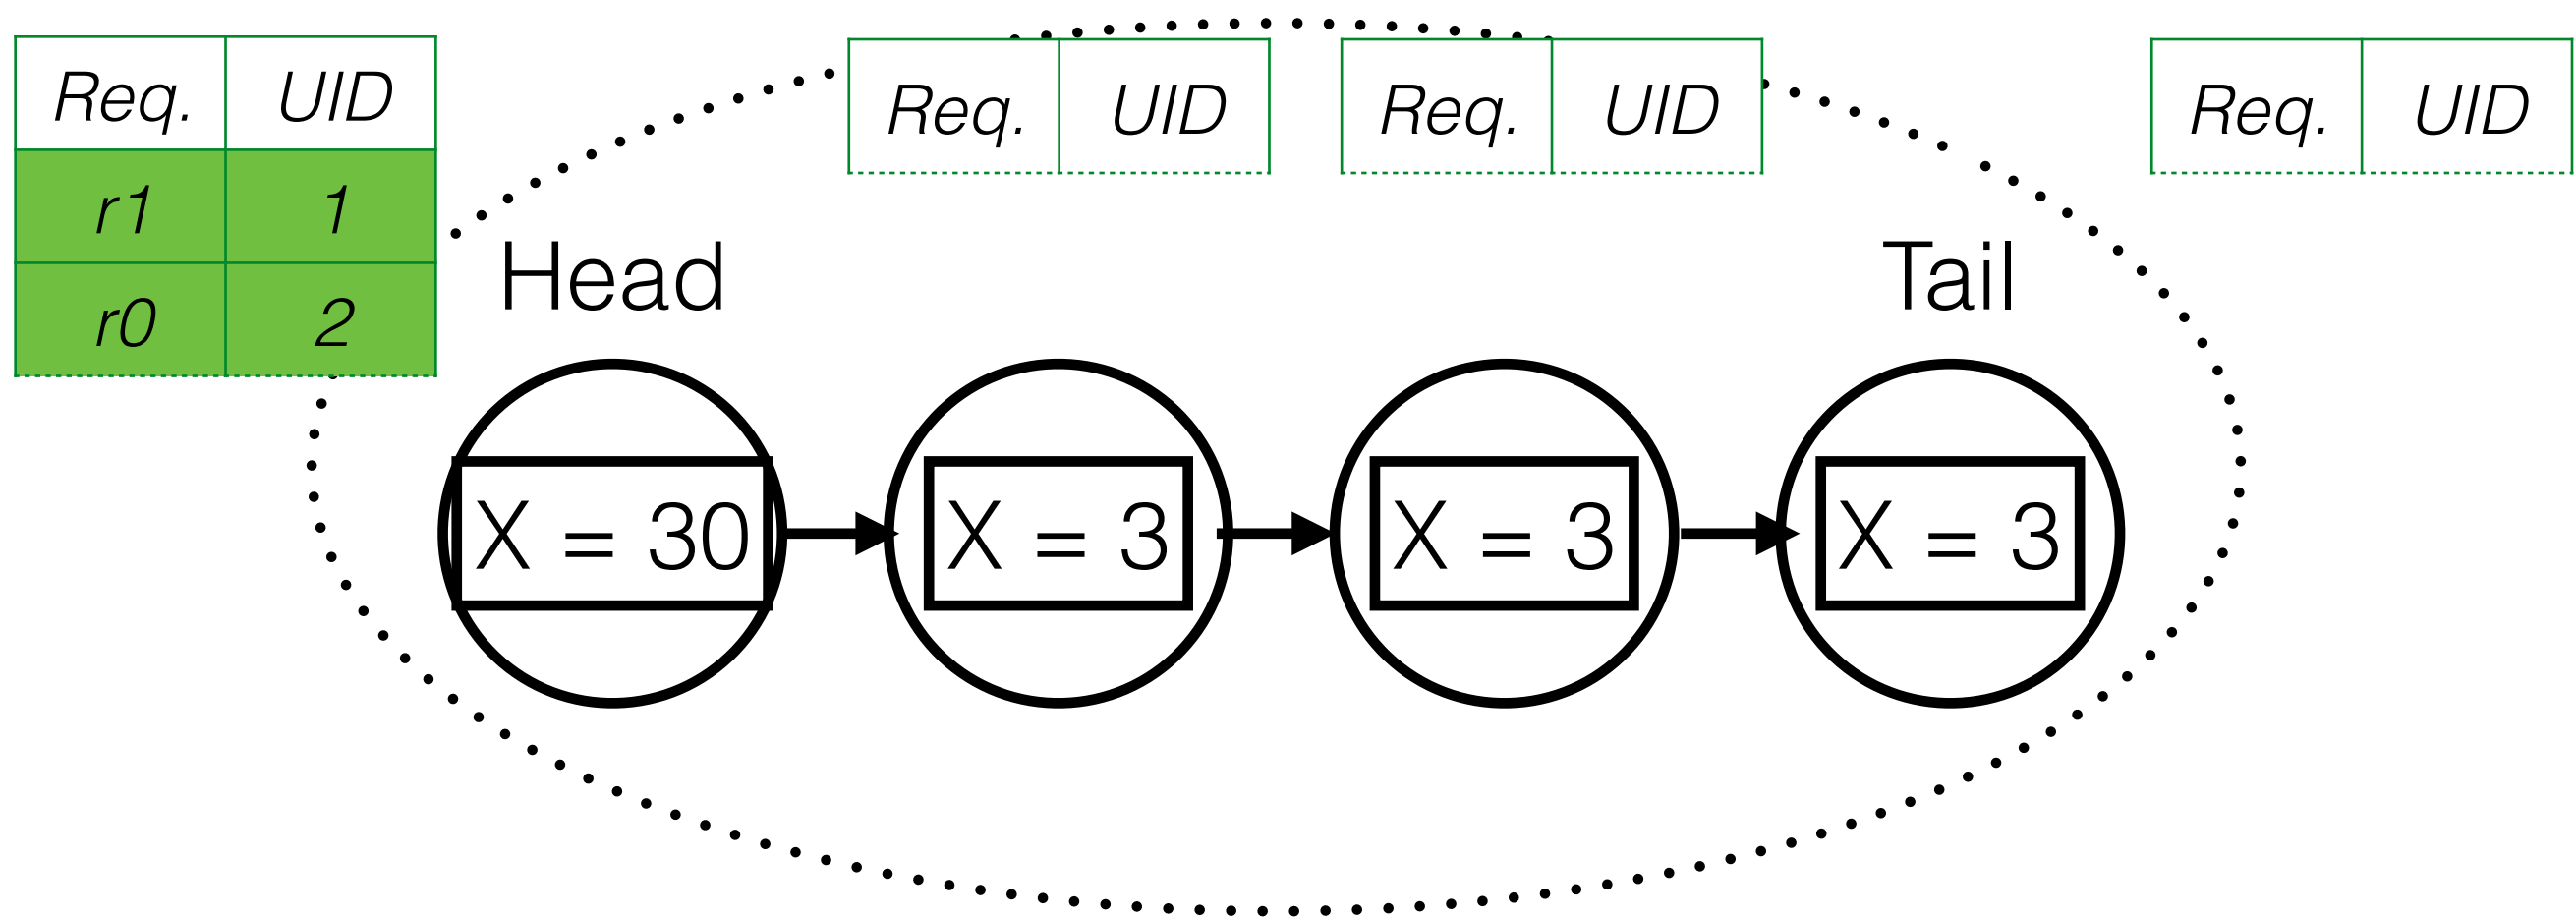 Req. UID
r1 1
r0 2
Req. UID
Req. UID
Req. UID
Head
Tail
X = 30
X = 3
X = 3
X = 3